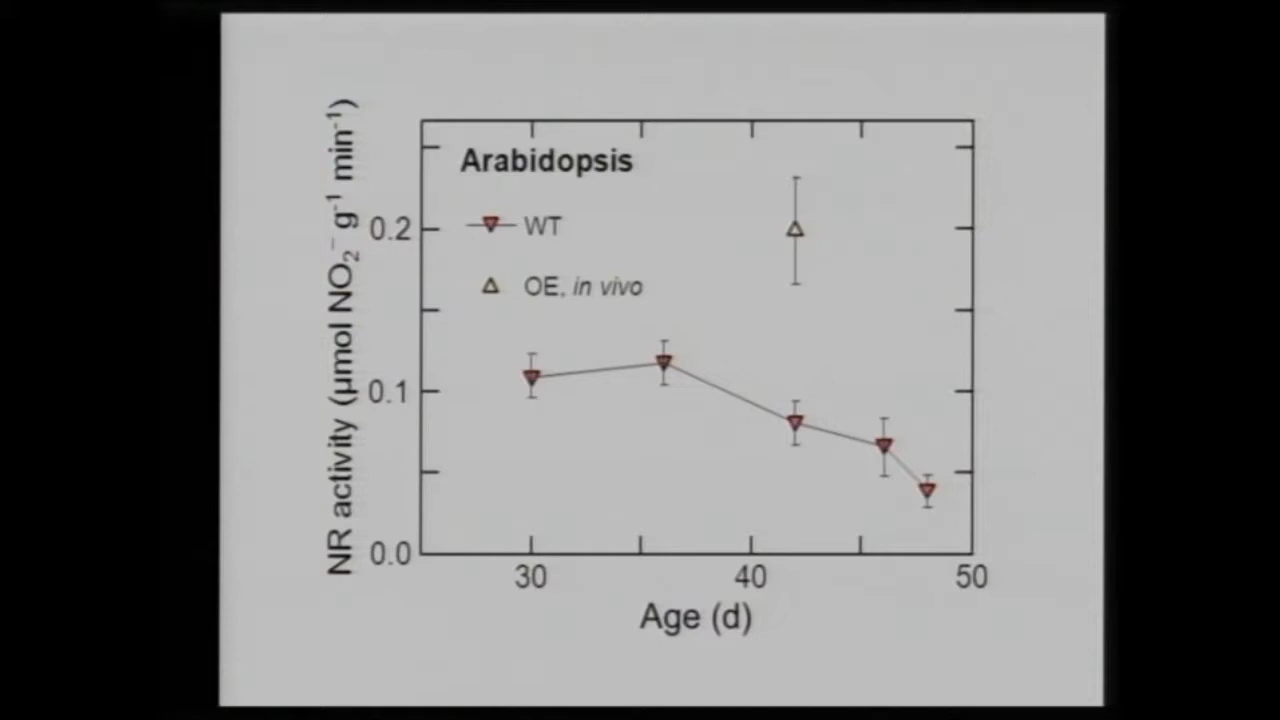 Arabidopsis
WT
OE, in vivo
NR activity (µmol NO₂⁻ g⁻¹ min⁻¹)
0.2
0.1
0.0
30 40 50
Age (d)